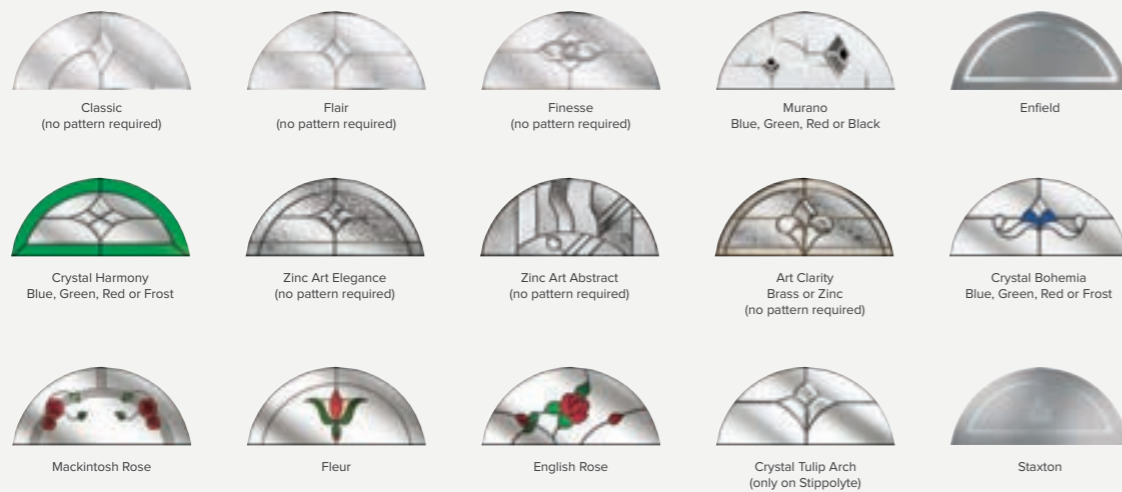 Classic
(no pattern required)
Flair
(no pattern required)
Finesse
(no pattern required)
Murano
Blue, Green, Red or Black
Enfield
Crystal Harmony
Blue, Green, Red or Frost
Zinc Art Elegance
(no pattern required)
Zinc Art Abstract
(no pattern required)
Art Clarity
Brass or Zinc
(no pattern required)
Crystal Bohemia
Blue, Green, Red or Frost
Mackintosh Rose
Fleur
English Rose
Crystal Tulip Arch
(only on Stippolyte)
Staxton